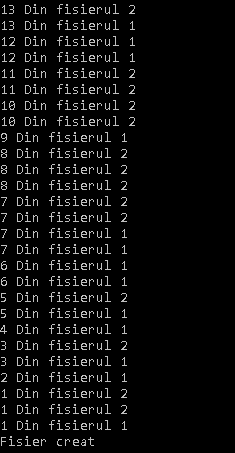 13 Din fisierul 2
13 Din fisierul 1
12 Din fisierul 1
12 Din fisierul 1
11 Din fisierul 2
11 Din fisierul 2
10 Din fisierul 2
10 Din fisierul 2
9 Din fisierul 1
8 Din fisierul 2
8 Din fisierul 2
8 Din fisierul 2
7 Din fisierul 2
7 Din fisierul 2
7 Din fisierul 1
7 Din fisierul 1
6 Din fisierul 1
6 Din fisierul 1
5 Din fisierul 2
5 Din fisierul 1
4 Din fisierul 1
3 Din fisierul 2
3 Din fisierul 1
2 Din fisierul 1
1 Din fisierul 2
1 Din fisierul 2
1 Din fisierul 1
Fisier creat